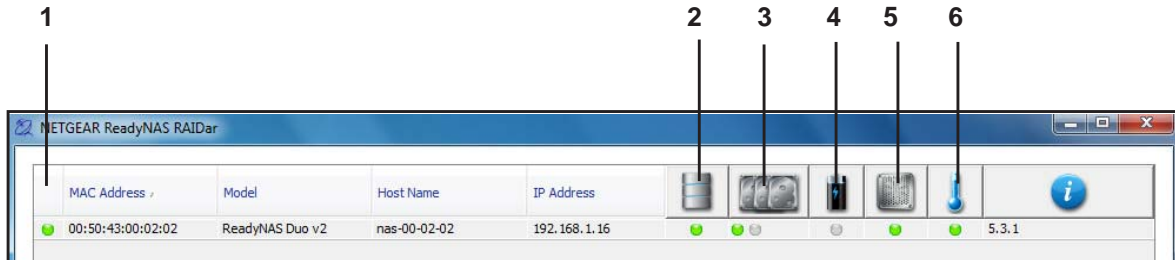 1 2 3 4 5 6
NETGEAR ReadyNAS RAIDar
MAC Address Model Host Name IP Address
00:50:43:00:02:02 ReadyNAS Duo v2 nas-00-02-02 192.168.1.16 5.3.1